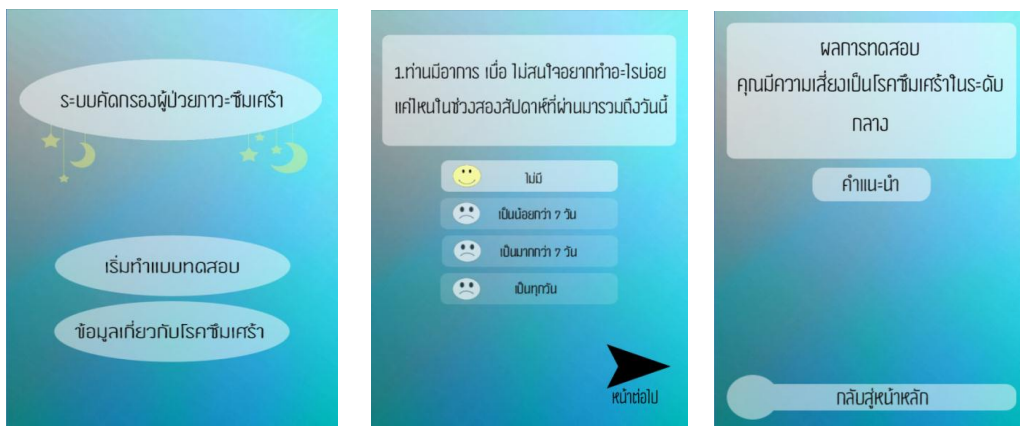 ระบบคัดกรองผู้ป่วยภาวะซึมเศร้า
เริ่มทำแบบทดสอบ
ข้อมูลเกี่ยวกับโรคซึมเศร้า
1.ท่านมีอาการ เบื่อ ไม่สนใจอยากทำอะไรบ่อย
แค่ไหนในช่วงสองสัปดาห์ที่ผ่านมารวมถึงวันนี้
ไม่มี
เป็นน้อยกว่า 7 วัน
เป็นมากกว่า 7 วัน
เป็นทุกวัน
หน้าต่อไป
ผลการทดสอบ
คุณมีความเสี่ยงเป็นโรคซึมเศร้าในระดับ
กลาง
คำแนะนำ
กลับสู่หน้าหลัก